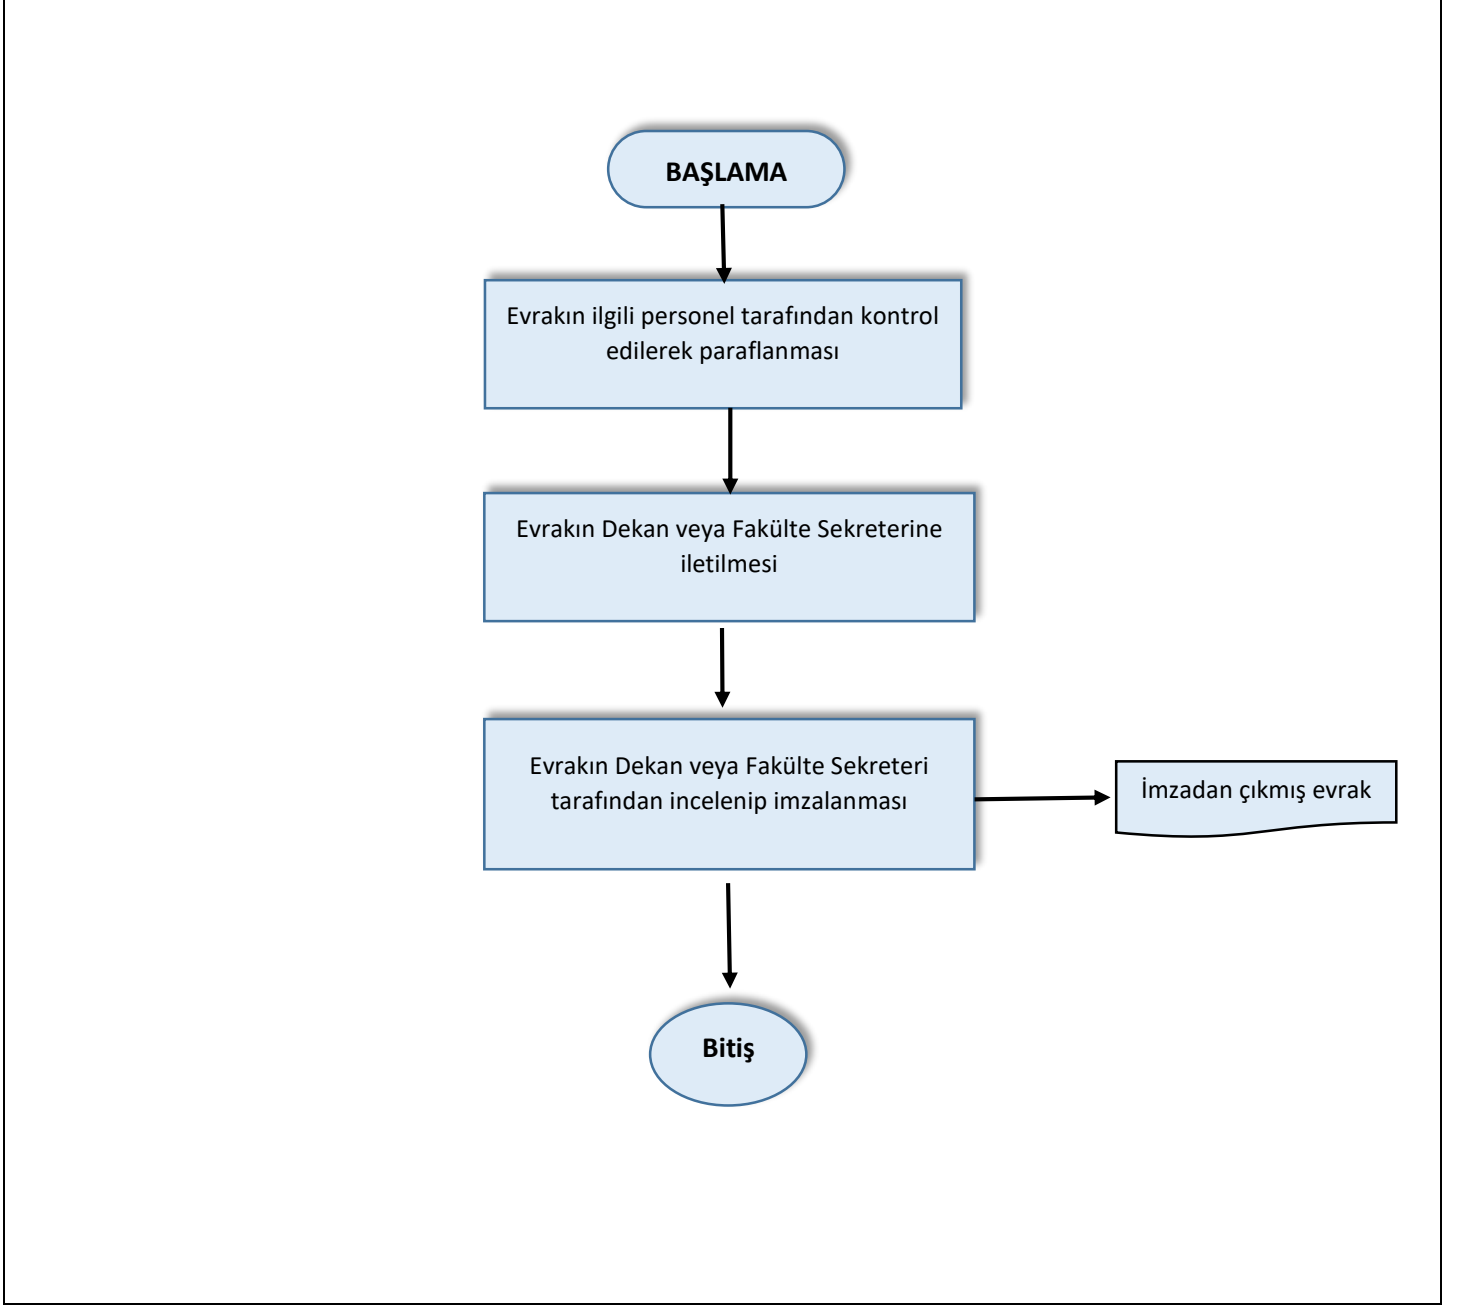 BAŞLAMA
Evrakın ilgili personel tarafından kontrol
edilerek paraflanması
Evrakın Dekan veya Fakülte Sekreterine
iletilmesi
Evrakın Dekan veya Fakülte Sekreteri
tarafından incelenip imzalanması
İmzadan çıkmış evrak
Bitiş